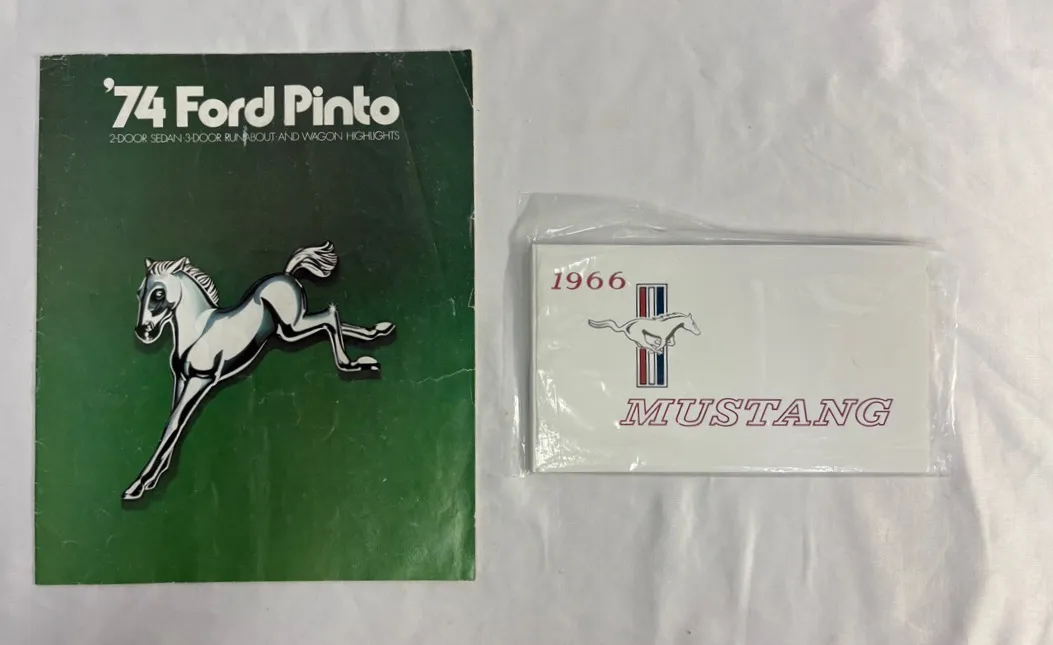 '74 Ford Pinto
2-DOOR SEDAN 3-DOOR RUNABOUT AND WAGON HIGHLIGHTS
1966
MUSTANG